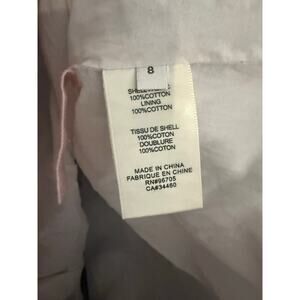 8
SHELL
100%COTTON
LINING
100%COTTON
TISSU DE SHELL
100%COTON
DOUBLURE
100%COTON
MADE IN CHINA
FABRIQUE EN CHINE
RN#96705
CA#34460